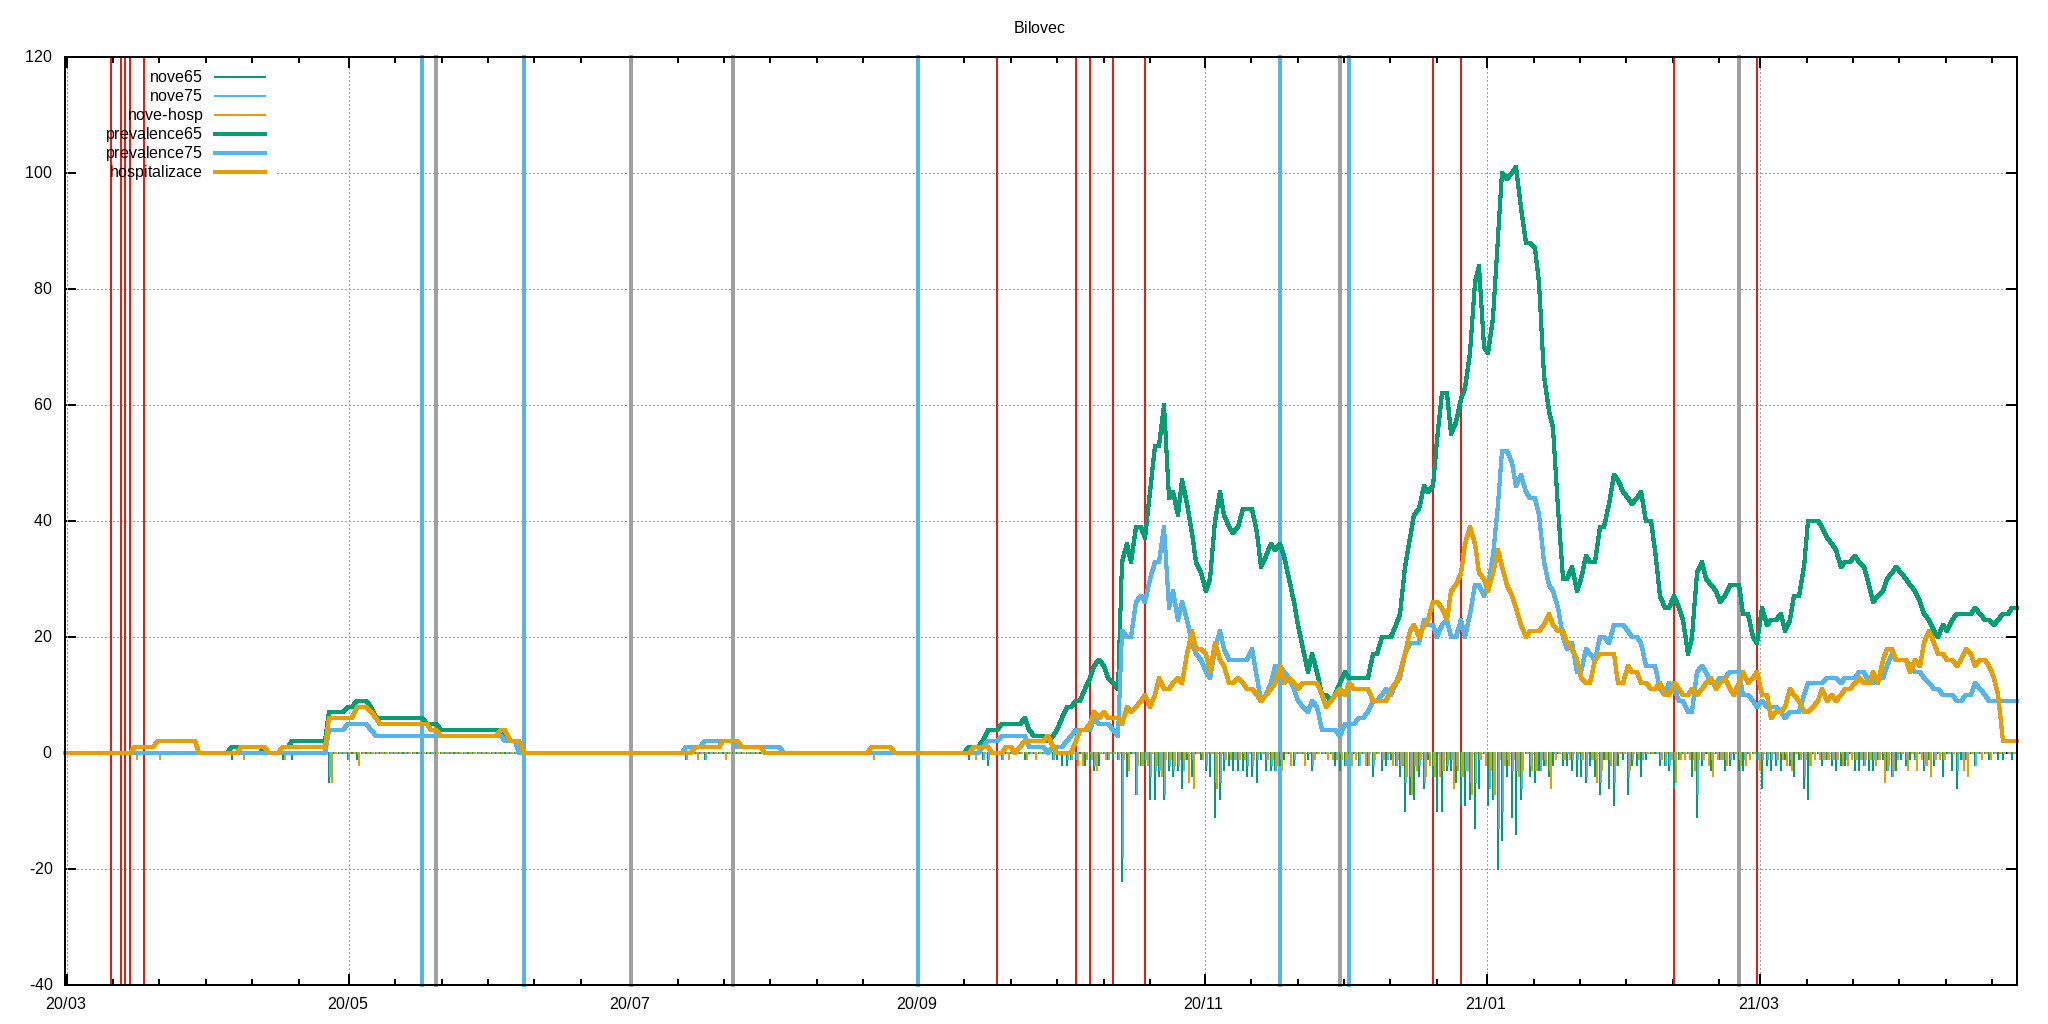 Bilovec
120
100
80
60
40
20
0
-20
-40
nove65
nove75
nove-hosp
prevalence65
prevalence75
hospitalizace
20/03 20/05 20/07 20/09 20/11 21/01 21/03